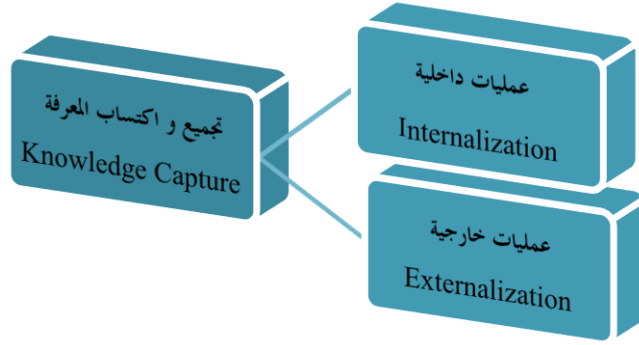 تجميع و اكتساب المعرفة
Knowledge Capture
عمليات داخلية
Internalization
عمليات خارجية
Externalization